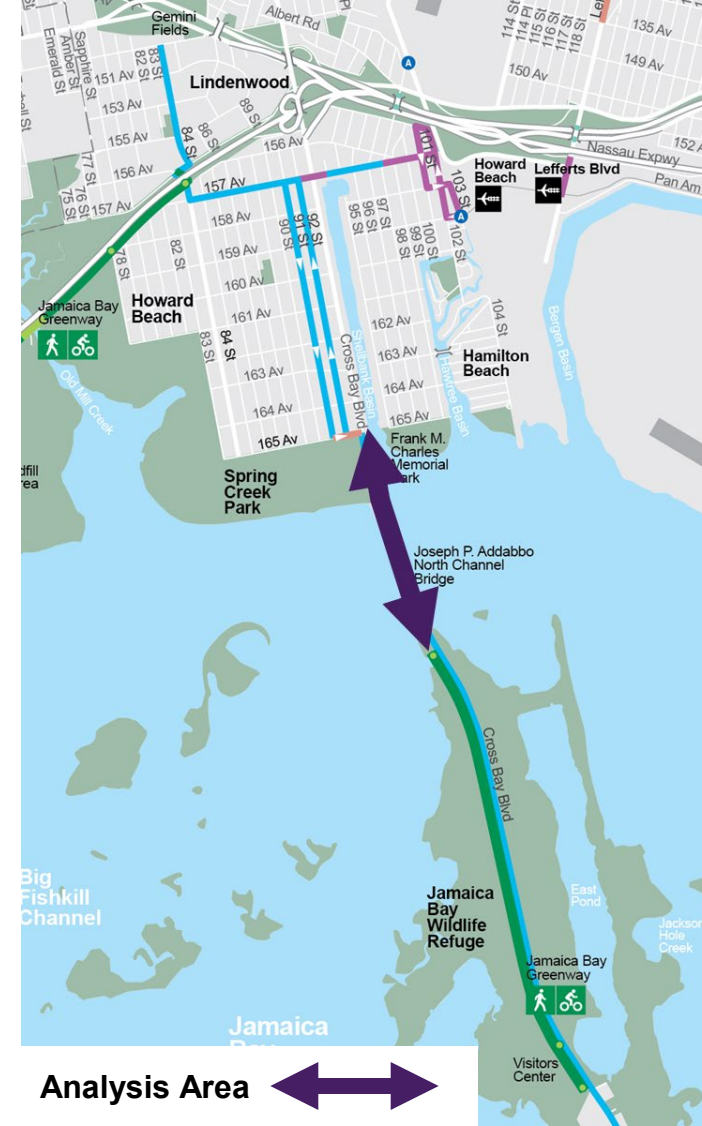 Gemini
Fields
Albert Rd
114 St
114 Pl
115 St
116 St
117 St
118 St
135 Av
149 Av
150 Av
Emerald St
Amber St
Sapphire St
151 Av
82 St
83 St
Lindenwood
89 St
153 Av
155 Av
84 St
86 St
156 Av
156 Av
101 St
103 St
A
Howard
Beach
Lefferts Blvd
Nassau Expwy
152 A
Pan Am
77 St
76 St
75 St
157 Av
157 Av
A
158 Av
90 St
91 St
92 St
95 St
96 St
97 St
98 St
99 St
100 St
102 St
78 St
82 St
159 Av
160 Av
161 Av
Jamaica Bay
Greenway
Howard
Beach
83 St
84 St
Cross Bay Blvd
Shellbank Basin
162 Av
163 Av
163 Av
164 Av
164 Av
165 Av
165 Av
104 St
Hamilton
Beach
Hawtree Basin
Bergen Basin
Old Mill Creek
Frank M.
Charles
Memorial
Park
Spring
Creek
Park
Joseph P. Addabbo
North Channel
Bridge
Cross Bay Blvd
Big
Fishkill
Channel
Jamaica
Bay
Wildlife
Refuge
East
Pond
Jackson
Hole
Creek
Jamaica Bay
Greenway
Jamaica
Visitors
Center
Analysis Area